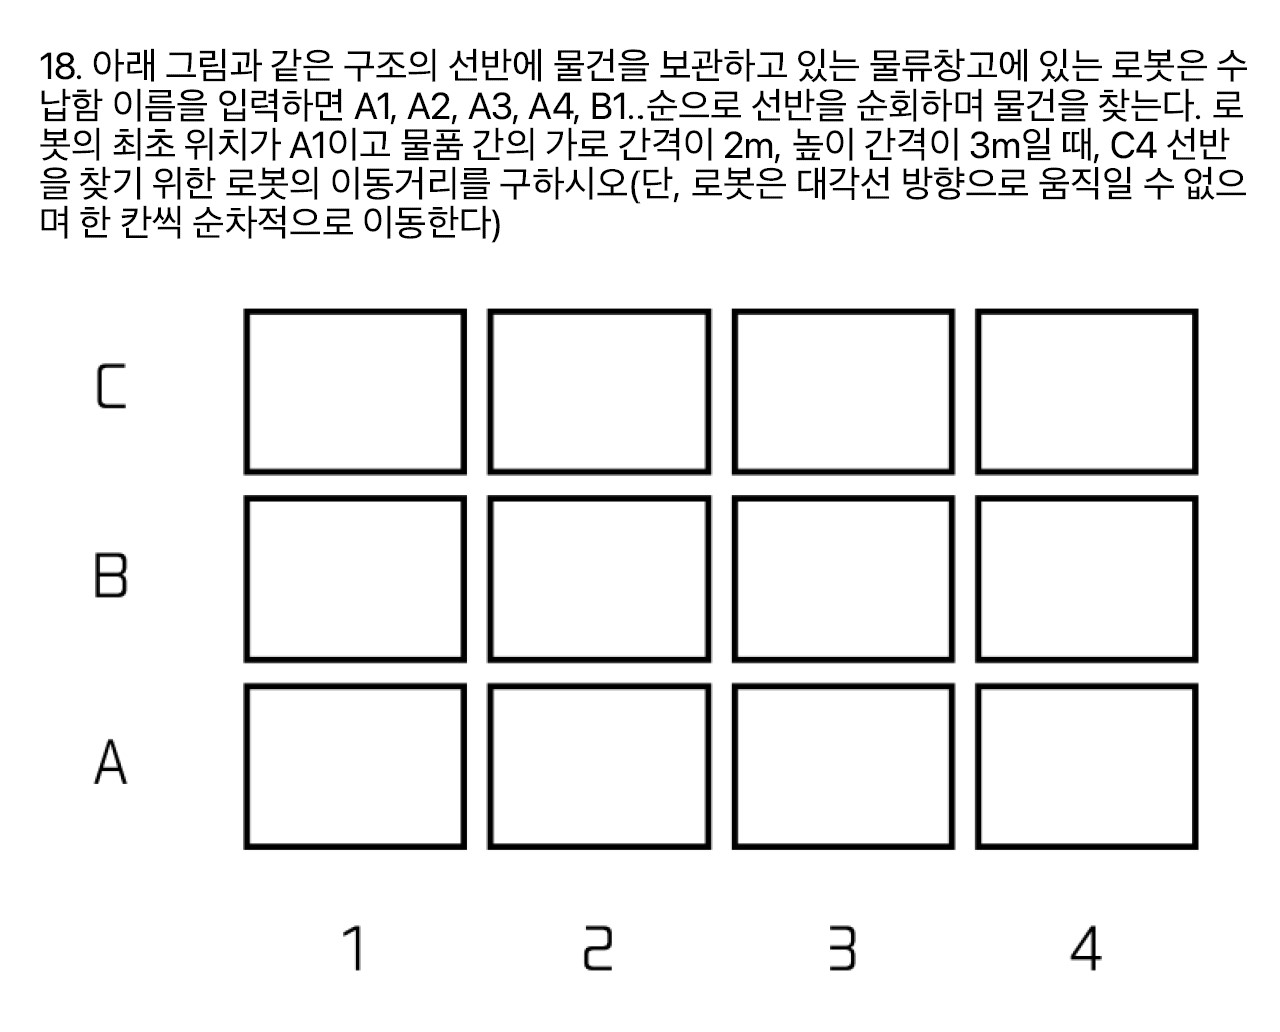 18. 아래 그림과 같은 구조의 선반에 물건을 보관하고 있는 물류창고에 있는 로봇은 수
납함 이름을 입력하면 A1, A2, A3, A4, B1..순으로 선반을 순회하며 물건을 찾는다. 로
봇의 최초 위치가 A1이고 물품 간의 가로 간격이 2m, 높이 간격이 3m일 때, C4 선반
을 찾기 위한 로봇의 이동거리를 구하시오(단, 로봇은 대각선 방향으로 움직일 수 없으
며 한 칸씩 순차적으로 이동한다)
C
B
A
1 2 3 4